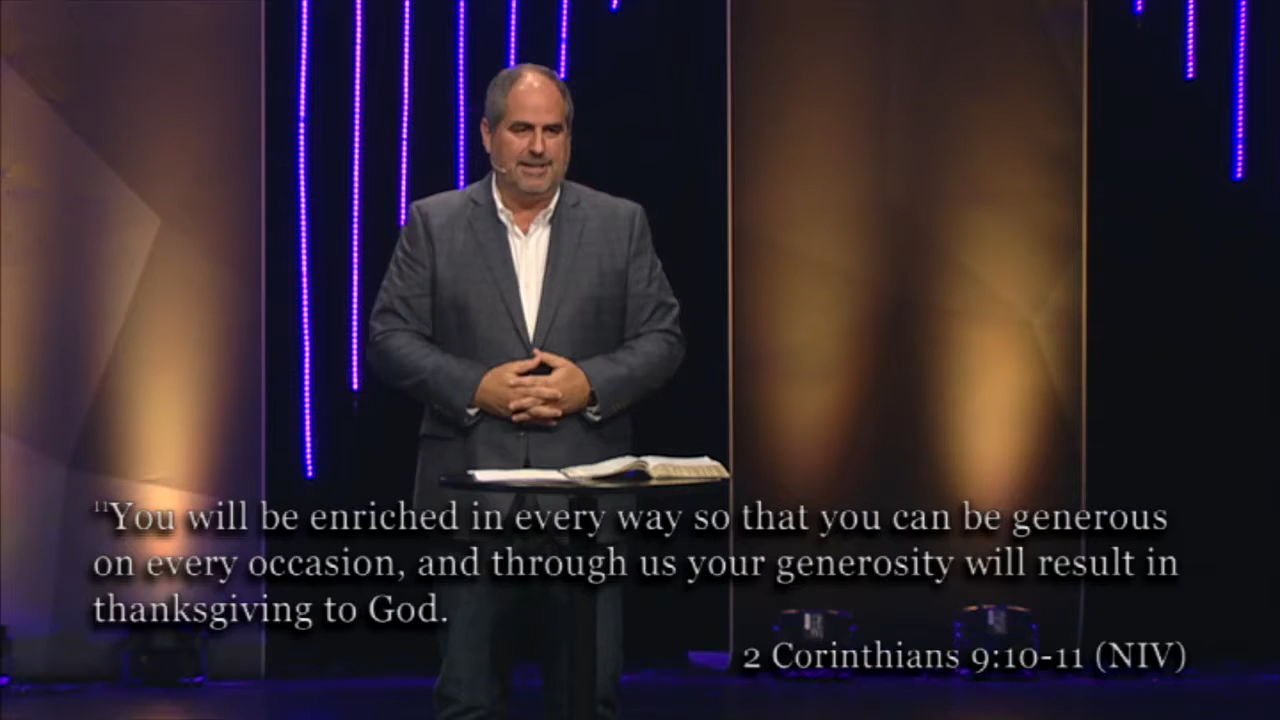 ¹¹You will be enriched in every way so that you can be generous
on every occasion, and through us your generosity will result in
thanksgiving to God.
2 Corinthians 9:10-11 (NIV)